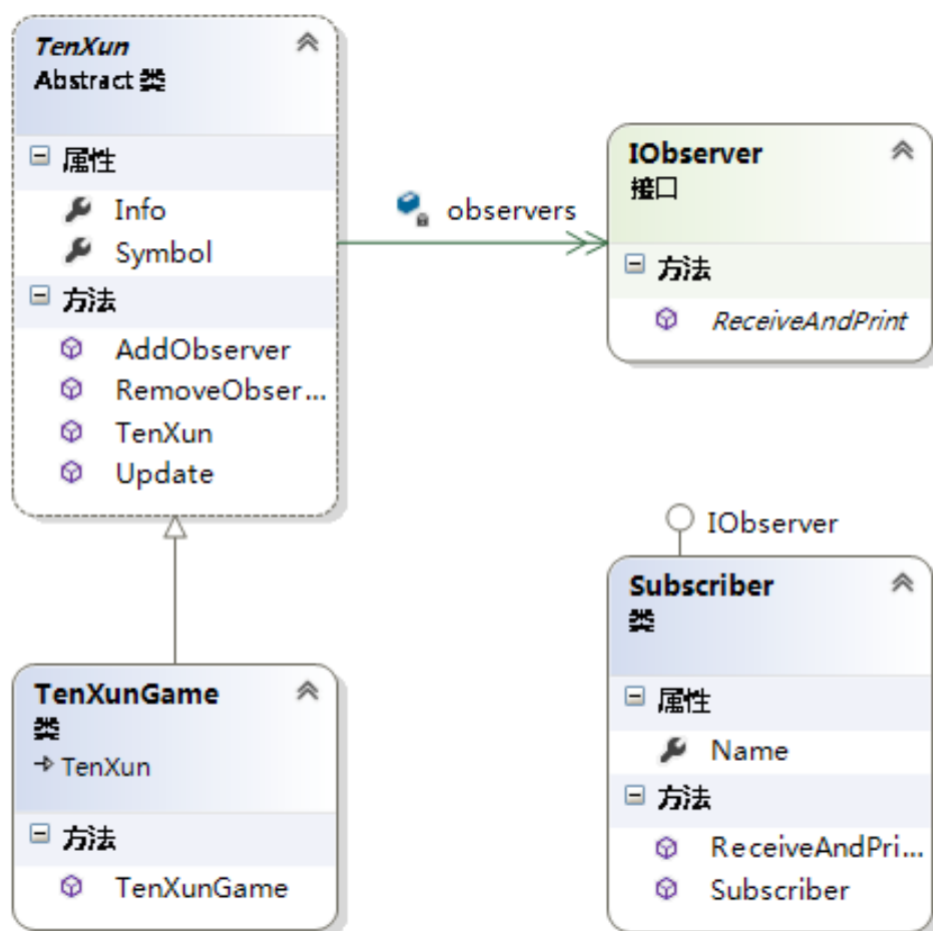 TenXun
Abstract 类
属性
Info
Symbol
方法
AddObserver
RemoveObser...
TenXun
Update
observers
IObserver
接口
方法
ReceiveAndPrint
TenXunGame
类
TenXun
方法
TenXunGame
IObserver
Subscriber
类
属性
Name
方法
ReceiveAndPri...
Subscriber